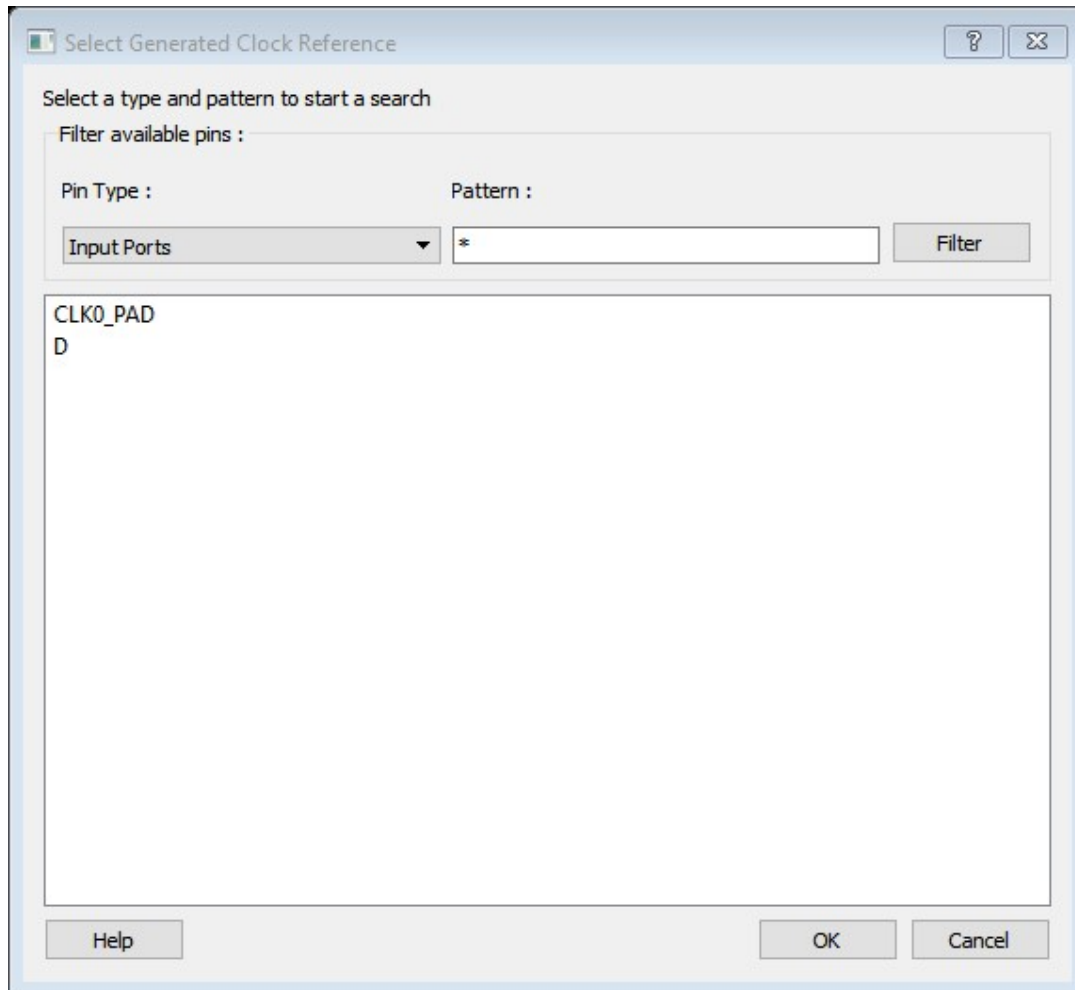 Select Generated Clock Reference
Select a type and pattern to start a search
Filter available pins :
Pin Type :
Pattern :
Input Ports
*
Filter
CLK0_PAD
D
Help
OK
Cancel